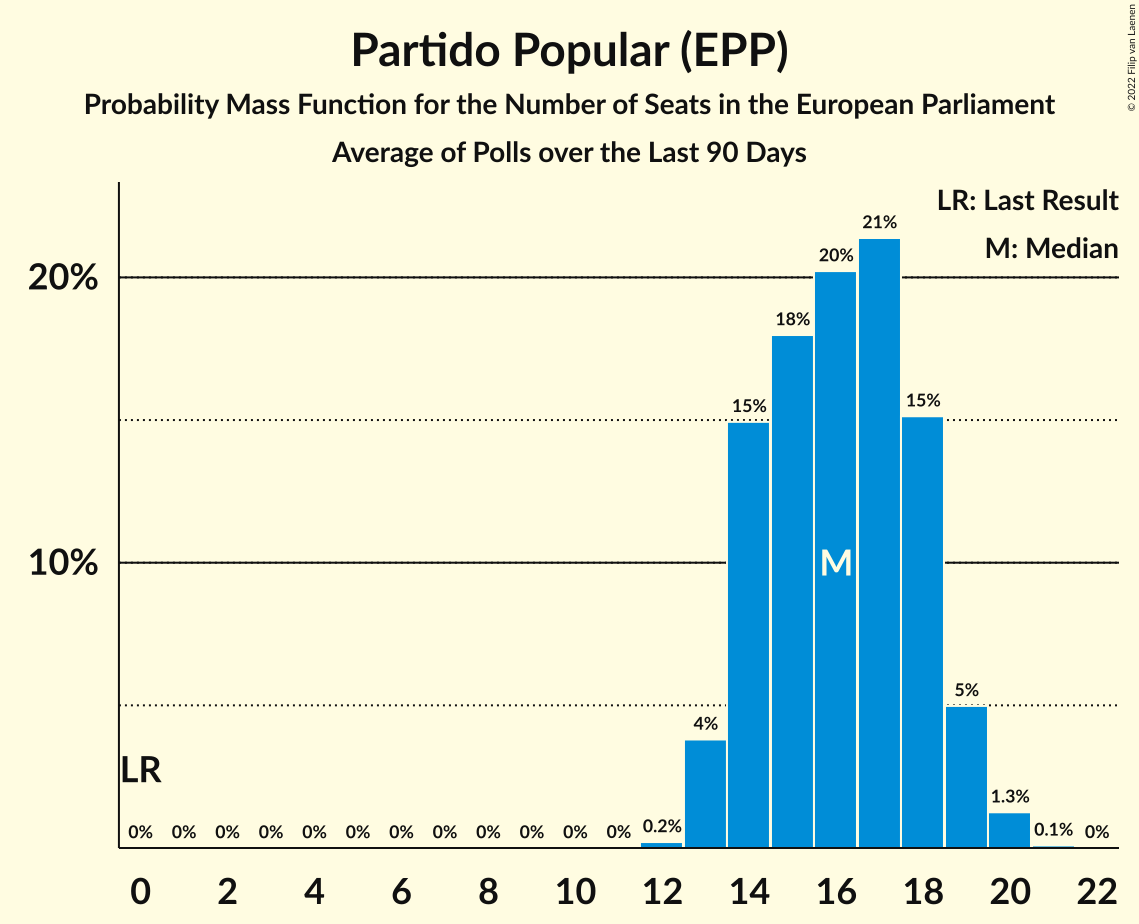 Partido Popular (EPP)
Probability Mass Function for the Number of Seats in the European Parliament
Average of Polls over the Last 90 Days
© 2022 Filip van Laenen
LR: Last Result
M: Median
20%
10%
21%
20%
18%
15%
15%
M
5%
4%
LR
1.3%
0% 0% 0% 0% 0% 0% 0% 0% 0% 0% 0% 0% 0.2% 0.1% 0%
0 2 4 6 8 10 12 14 16 18 20 22